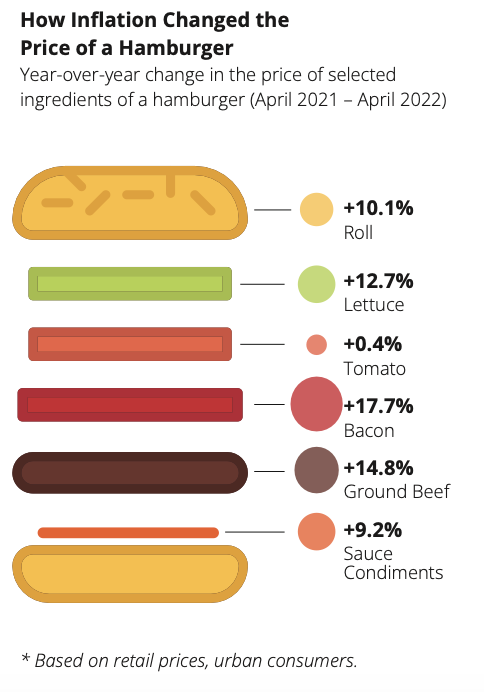 How Inflation Changed the
Price of a Hamburger
Year-over-year change in the price of selected
ingredients of a hamburger (April 2021 – April 2022)
+10.1%
Roll
+12.7%
Lettuce
+0.4%
Tomato
+17.7%
Bacon
+14.8%
Ground Beef
+9.2%
Sauce
Condiments
* Based on retail prices, urban consumers.